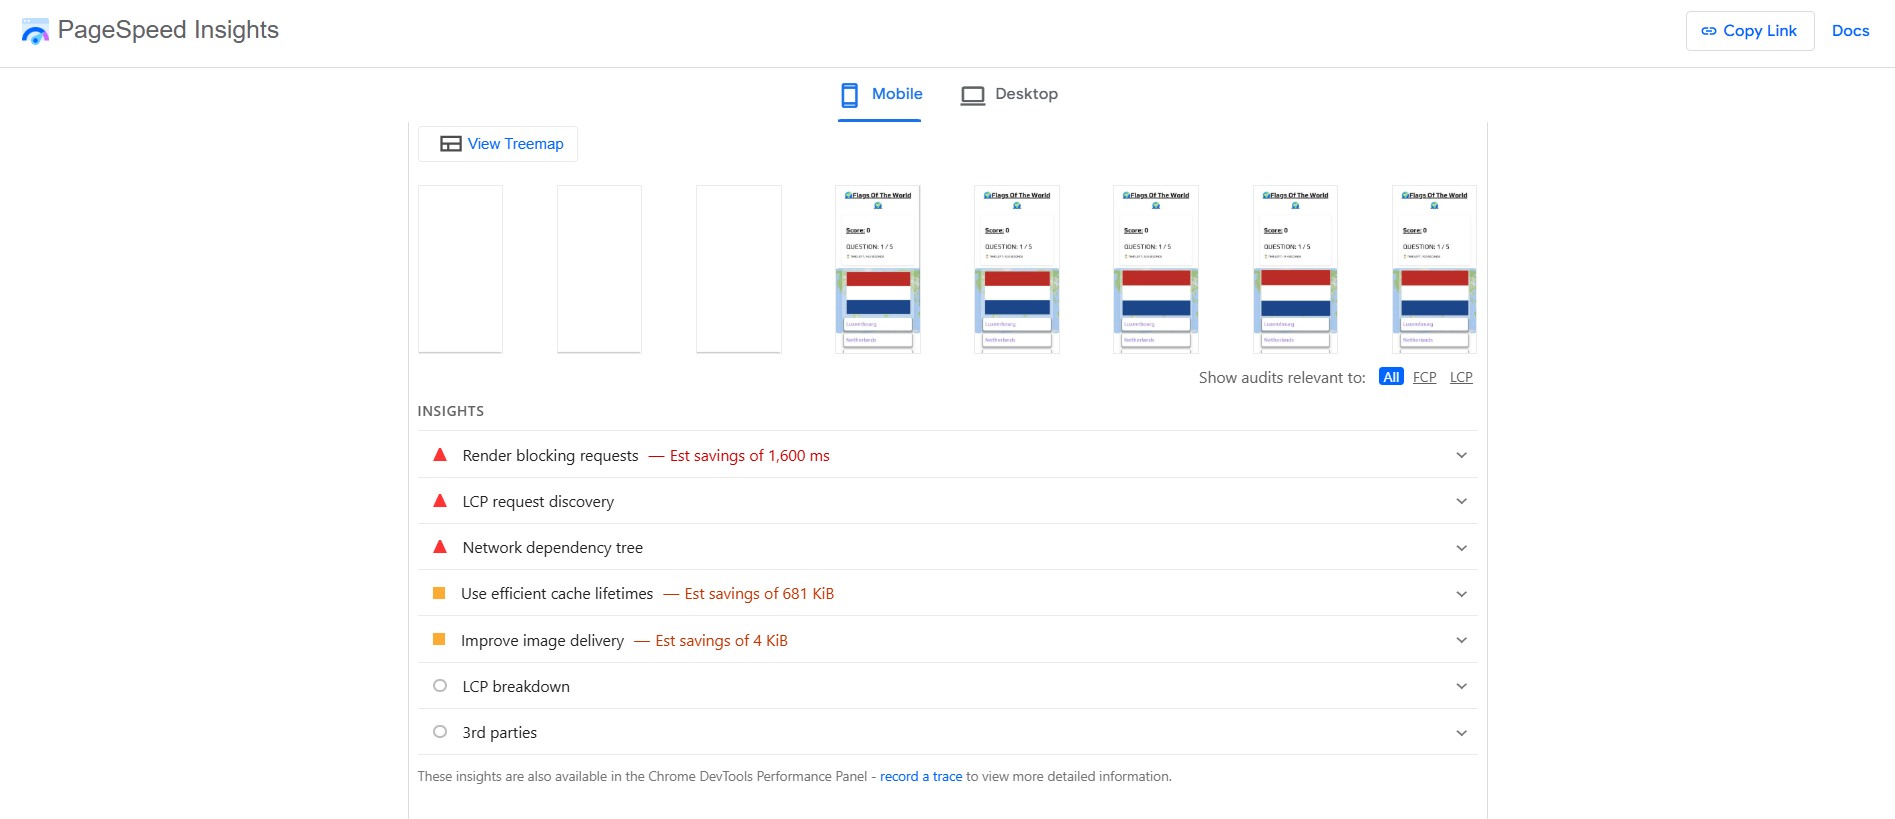 PageSpeed Insights
Copy Link
Docs
Mobile
Desktop
View Treemap
Flags Of The World
Score: 0
QUESTION: 1 / 5
Luxembourg
Netherlands
Flags Of The World
Score: 0
QUESTION: 1 / 5
Luxembourg
Netherlands
Flags Of The World
Score: 0
QUESTION: 1 / 5
Luxembourg
Netherlands
Flags Of The World
Score: 0
QUESTION: 1 / 5
Luxembourg
Netherlands
Flags Of The World
Score: 0
QUESTION: 1 / 5
Luxembourg
Netherlands
Show audits relevant to: All FCP LCP
INSIGHTS
Render blocking requests — Est savings of 1,600 ms
LCP request discovery
Network dependency tree
Use efficient cache lifetimes — Est savings of 681 KiB
Improve image delivery — Est savings of 4 KiB
LCP breakdown
3rd parties
These insights are also available in the Chrome DevTools Performance Panel - record a trace to view more detailed information.